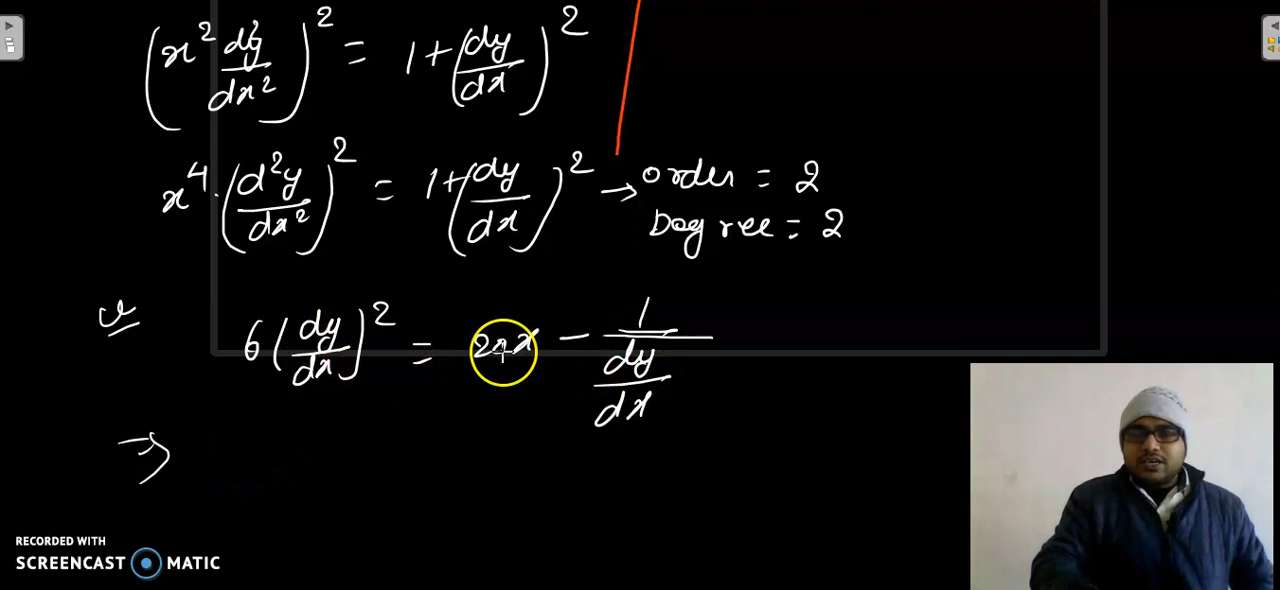 (x² d²y/dx²)² = 1+(dy/dx)²
x⁴·(d²y/dx²)² = 1+(dy/dx)² → order = 2
Degree = 2
6(dy/dx)² = − 1/(dy/dx)
⇒
RECORDED WITH
SCREENCAST MATIC